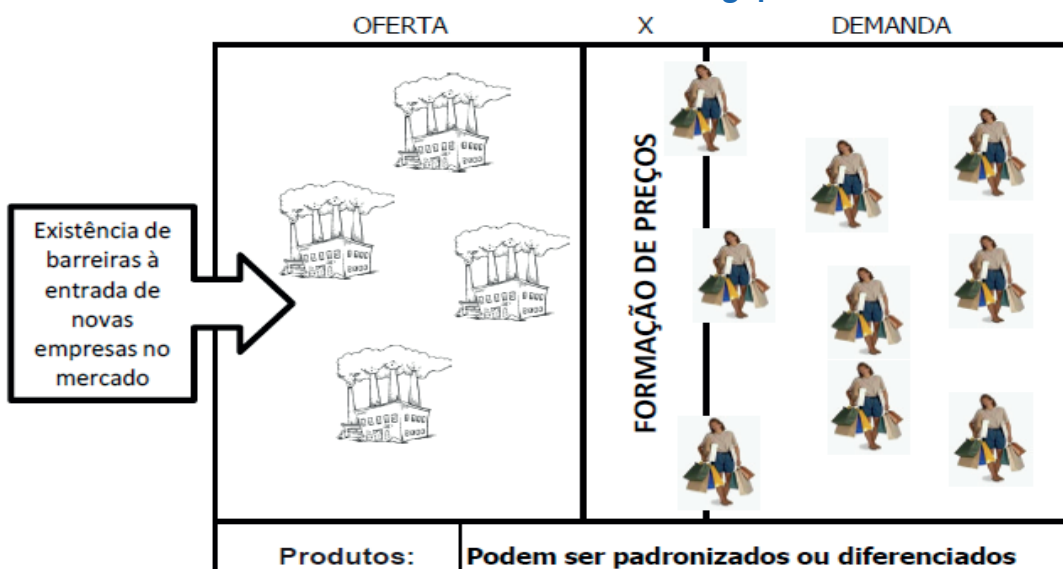 OFERTA X DEMANDA
Existência de
barreiras à
entrada de
novas
empresas no
mercado
FORMAÇÃO DE PREÇOS
Produtos: Podem ser padronizados ou diferenciados